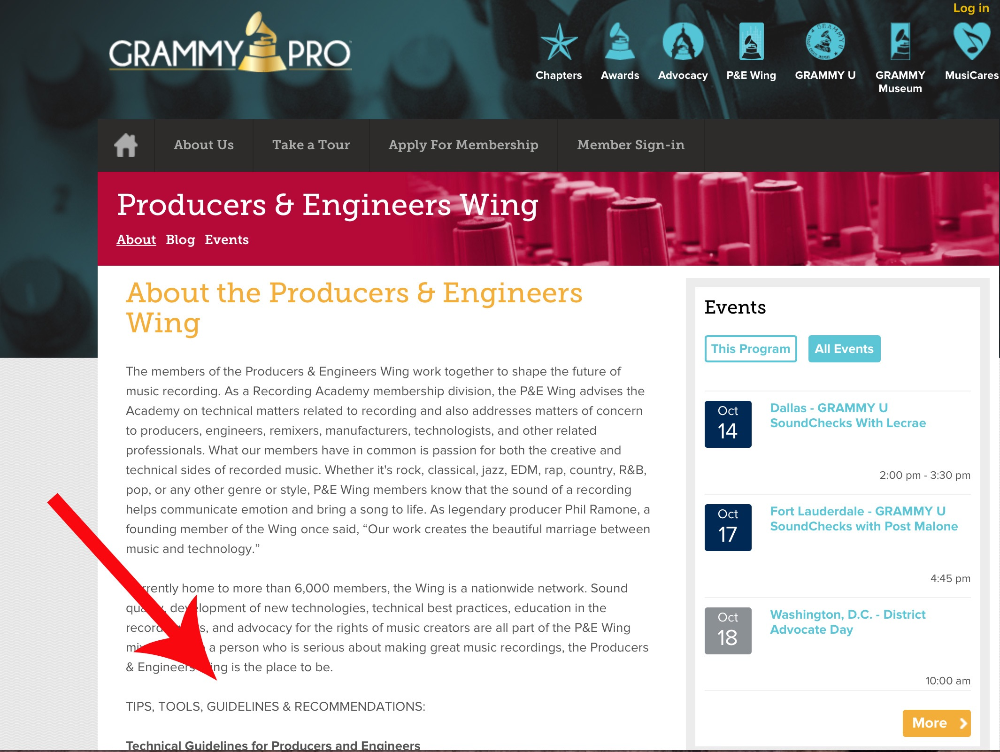 Log in
GRAMMY PRO
Chapters
Awards
Advocacy
P&E Wing
GRAMMY U
GRAMMY
Museum
MusiCares
About Us
Take a Tour
Apply For Membership
Member Sign-in
Producers & Engineers Wing
About Blog Events
About the Producers & Engineers
Wing
The members of the Producers & Engineers Wing work together to shape the future of
music recording. As a Recording Academy membership division, the P&E Wing advises the
Academy on technical matters related to recording and also addresses matters of concern
to producers, engineers, remixers, manufacturers, technologists, and other related
professionals. What our members have in common is passion for both the creative and
technical sides of recorded music. Whether it's rock, classical, jazz, EDM, rap, country, R&B,
pop, or any other genre or style, P&E Wing members know that the sound of a recording
helps communicate emotion and bring a song to life. As legendary producer Phil Ramone, a
founding member of the Wing once said, “Our work creates the beautiful marriage between
music and technology.”
home to more than 6,000 members, the Wing is a nationwide network. Sound
development of new technologies, technical best practices, education in the
and advocacy for the rights of music creators are all part of the P&E Wing
a person who is serious about making great music recordings, the Producers
& Engineers is the place to be.
TIPS, TOOLS, GUIDELINES & RECOMMENDATIONS:
Technical Guidelines for Producers and Engineers
Events
This Program
All Events
Oct
14
Dallas - GRAMMY U
SoundChecks With Lecrae
2:00 pm - 3:30 pm
Oct
17
Fort Lauderdale - GRAMMY U
SoundChecks with Post Malone
4:45 pm
Oct
18
Washington, D.C. - District
Advocate Day
10:00 am
More